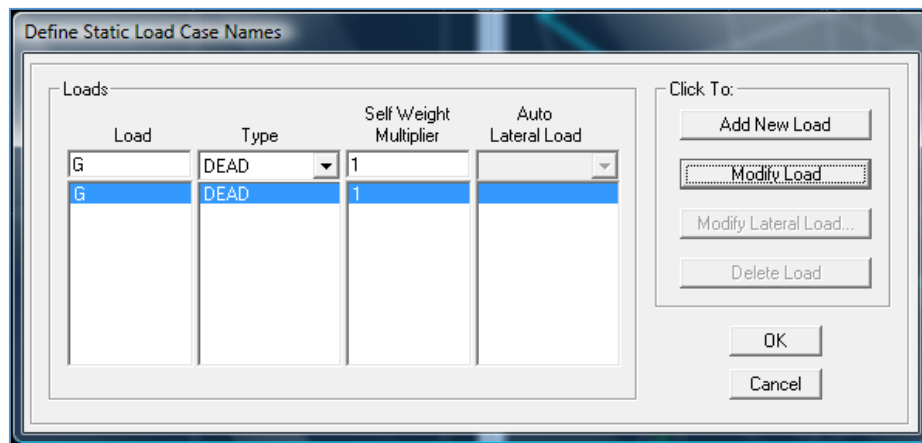 Define Static Load Case Names
Loads
Load
Type
Self Weight
Multiplier
Auto
Lateral Load
G
DEAD
1
G
DEAD
1
Click To:
Add New Load
Modify Load
Modify Lateral Load...
Delete Load
OK
Cancel